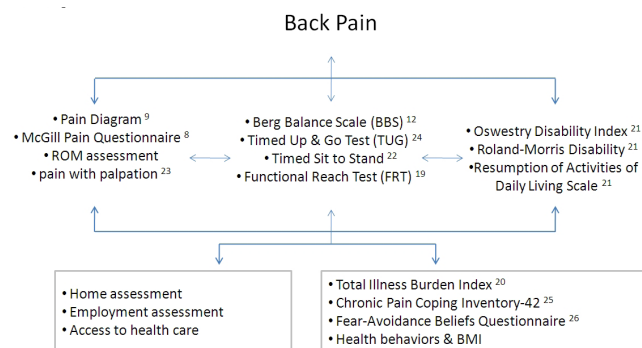 Back Pain
• Pain Diagram 9
• McGill Pain Questionnaire 8
• ROM assessment
• pain with palpation 23
• Berg Balance Scale (BBS) 12
• Timed Up & Go Test (TUG) 24
• Timed Sit to Stand 22
• Functional Reach Test (FRT) 19
• Oswestry Disability Index 21
• Roland-Morris Disability 21
• Resumption of Activities of
Daily Living Scale 21
• Home assessment
• Employment assessment
• Access to health care
• Total Illness Burden Index 20
• Chronic Pain Coping Inventory-42 25
• Fear-Avoidance Beliefs Questionnaire 26
• Health behaviors & BMI